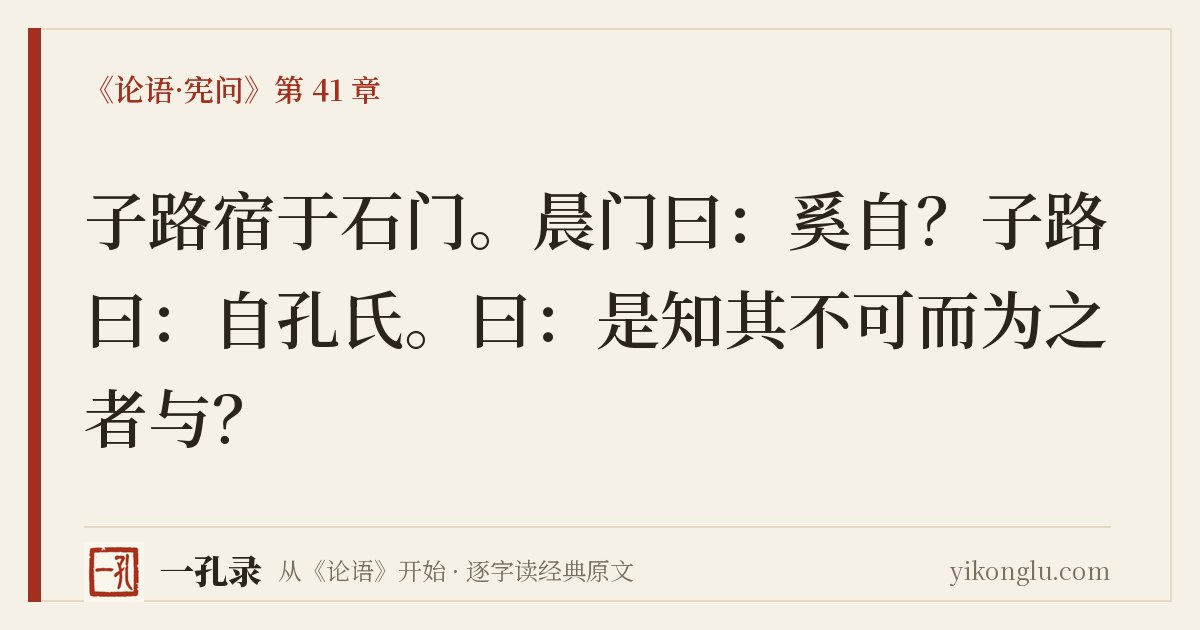 《论语·宪问》第 41 章
子路宿于石门。晨门曰：奚自？子路
曰：自孔氏。曰：是知其不可而为之
者与？
一孔
一孔录
从《论语》开始 · 逐字读经典原文
yikonglu.com